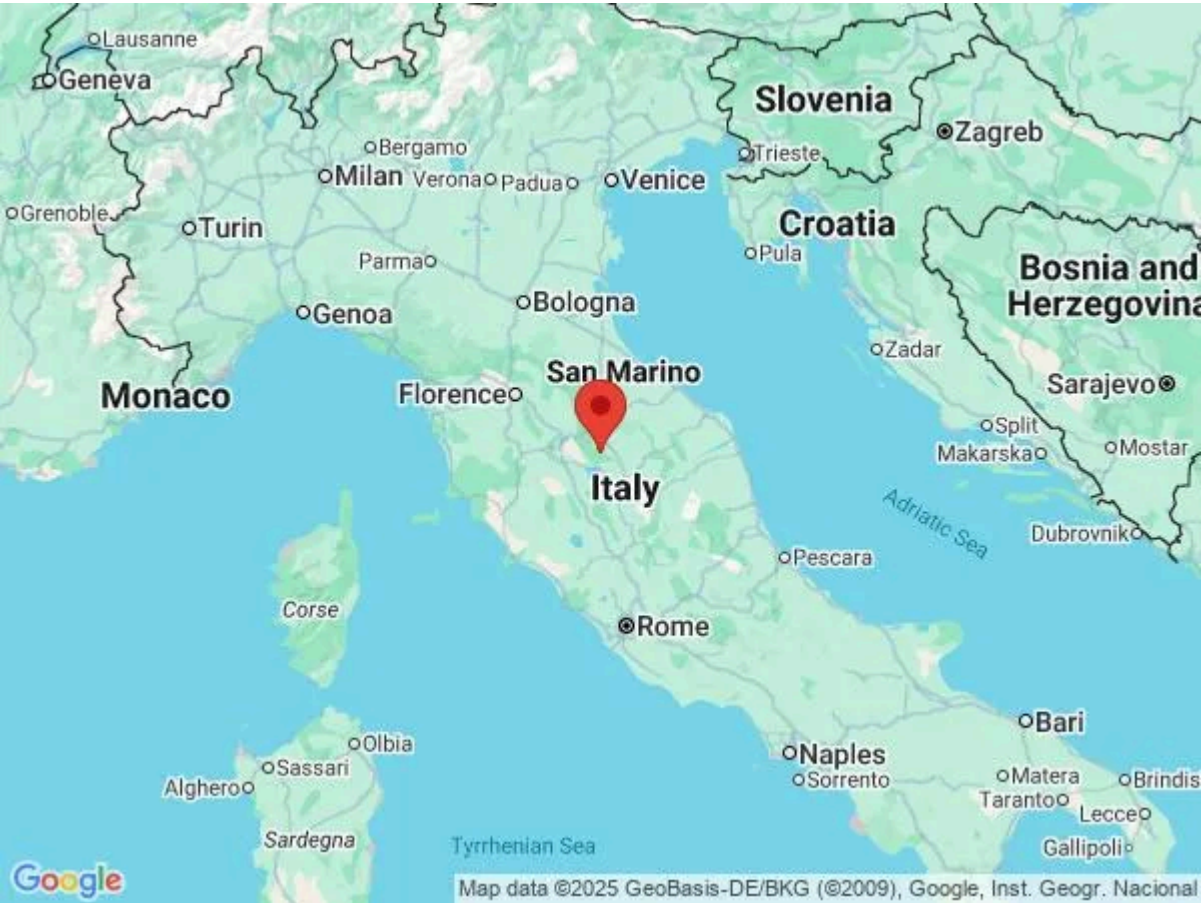 Lausanne
Geneva
Slovenia
Zagreb
Bergamo
Trieste
Milan
Verona
Padua
Venice
Grenoble
Turin
Croatia
Parma
Pula
Bosnia and
Herzegovina
Genoa
Bologna
Zadar
San Marino
Monaco
Florence
Sarajevo
Split
Makarska
Mostar
Italy
Adriatic Sea
Dubrovnik
Pescara
Corse
Rome
Bari
Olbia
Naples
Sassari
Sorrento
Matera
Brindis
Alghero
Taranto
Lecce
Sardegna
Tyrrhenian Sea
Gallipoli
Google
Map data ©2025 GeoBasis-DE/BKG (©2009), Google, Inst. Geogr. Nacional